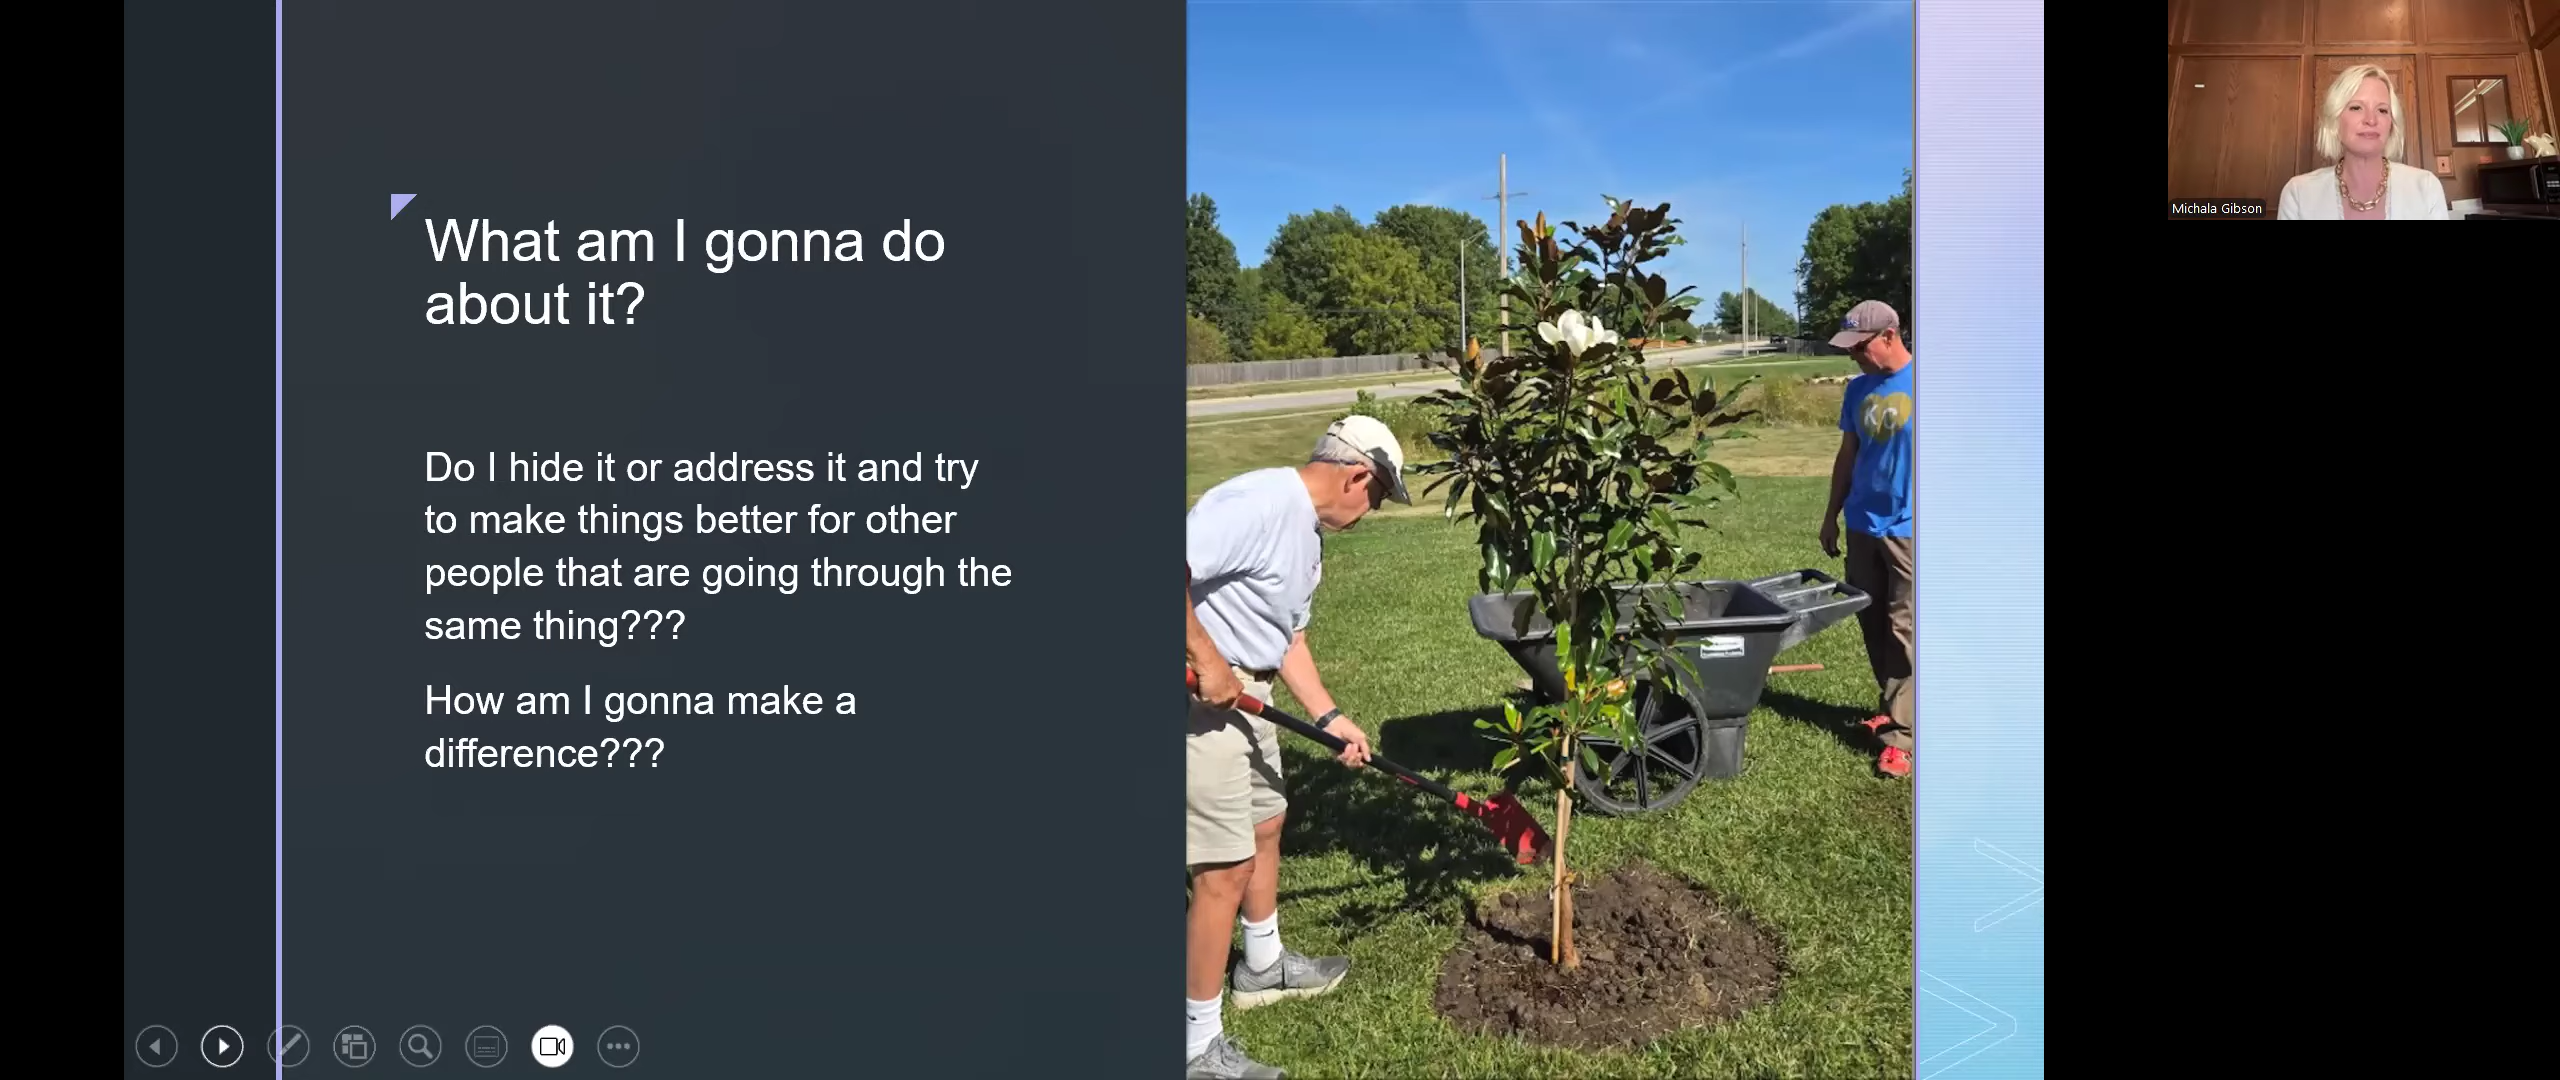 What am I gonna do
about it?
Do I hide it or address it and try
to make things better for other
people that are going through the
same thing???
How am I gonna make a
difference???
KC
Michala Gibson